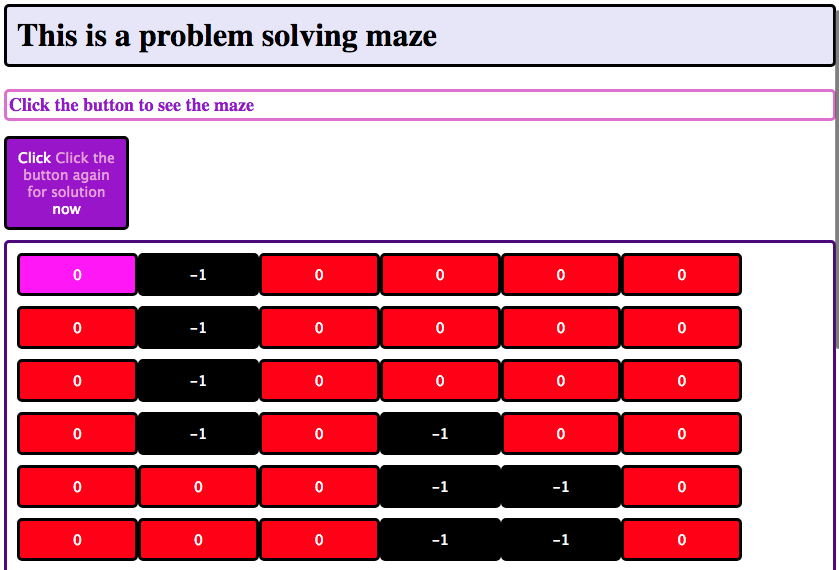 This is a problem solving maze
Click the button to see the maze
Click Click the
button again
for solution
now
0 -1 0 0 0 0
0 -1 0 0 0 0
0 -1 0 0 0 0
0 -1 0 -1 0 0
0 0 0 -1 -1 0
0 0 0 -1 -1 0